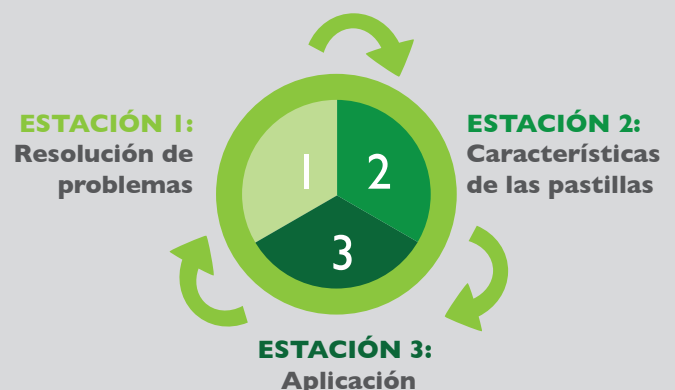 ESTACIÓN 1:
Resolución de
problemas
1
2
ESTACIÓN 2:
Características
de las pastillas
3
ESTACIÓN 3:
Aplicación